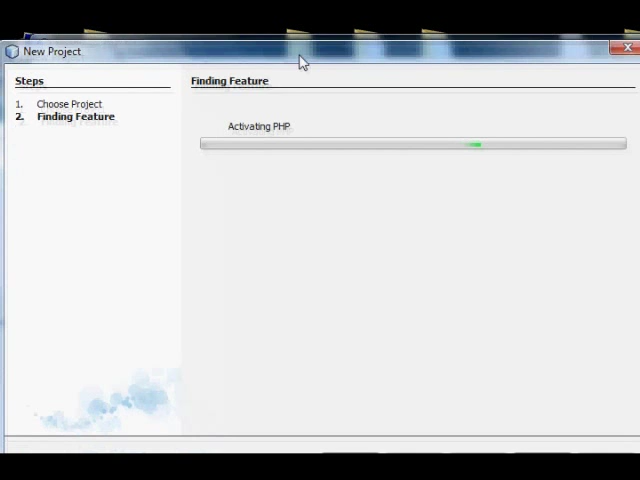 New Project
Steps
1. Choose Project
2. Finding Feature
Finding Feature
Activating PHP